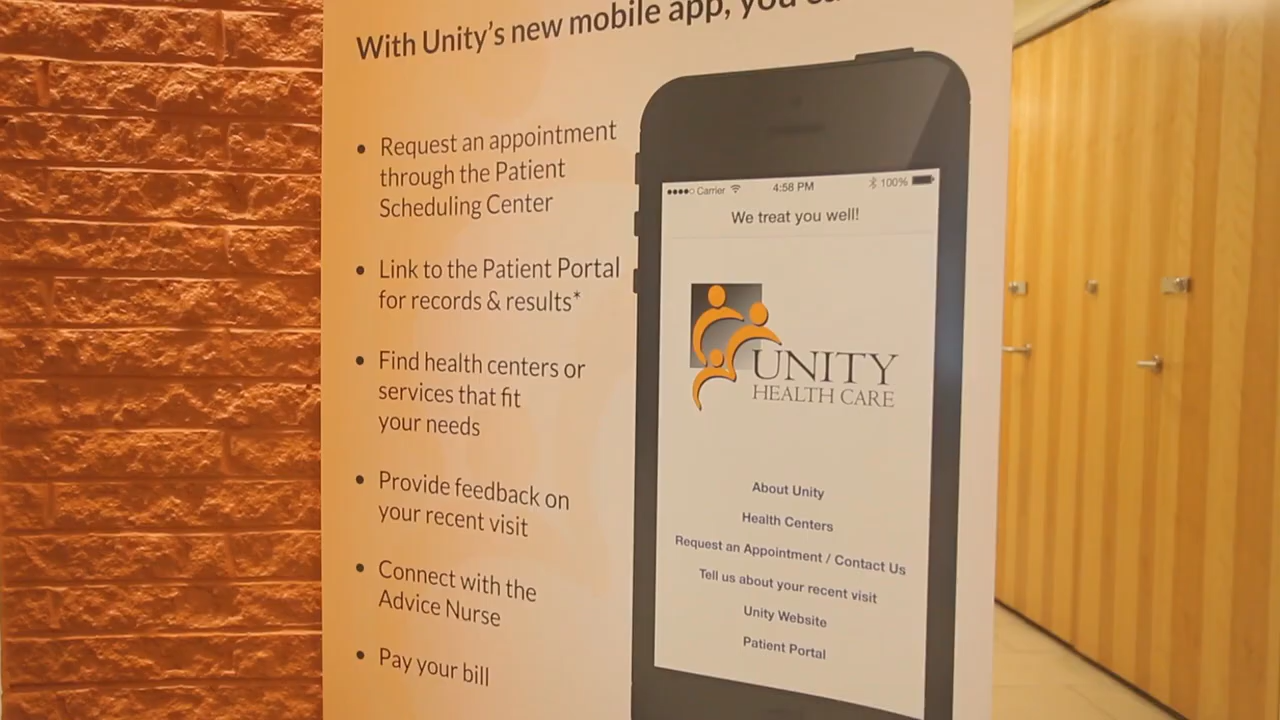 With Unity's new mobile app, you
• Request an appointment
through the Patient
Scheduling Center
• Link to the Patient Portal
for records & results*
• Find health centers or
services that fit
your needs
• Provide feedback on
your recent visit
• Connect with the
Advice Nurse
• Pay your bill
Carrier 4:58 PM 100%
We treat you well!
UNITY
HEALTH CARE
About Unity
Health Centers
Request an Appointment / Contact Us
Tell us about your recent visit
Unity Website
Patient Portal